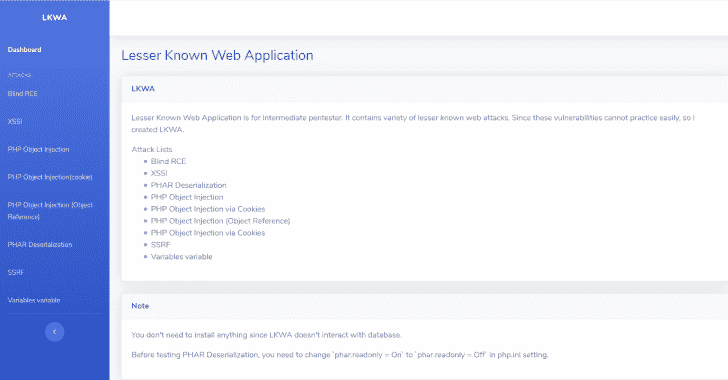 LKWA
Dashboard
ATTACKS
Blind RCE
XSSI
PHP Object Injection
PHP Object Injection(cookie)
PHP Object Injection (Object
Reference)
PHAR Deserialization
SSRF
Variables variable
Lesser Known Web Application
LKWA
Lesser Known Web Application is for intermediate pentester. It contains variety of lesser known web attacks. Since these vulnerabilities cannot practice easily, so I
created LKWA.
Attack Lists
Blind RCE
XSSI
PHAR Deserialization
PHP Object Injection
PHP Object Injection via Cookies
PHP Object Injection (Object Reference)
PHP Object Injection via Cookies
SSRF
Variables variable
Note
You don't need to install anything since LKWA doesn't interact with database.
Before testing PHAR Deserialization, you need to change `phar.readonly = On` to `phar.readonly = Off` in php.ini setting.